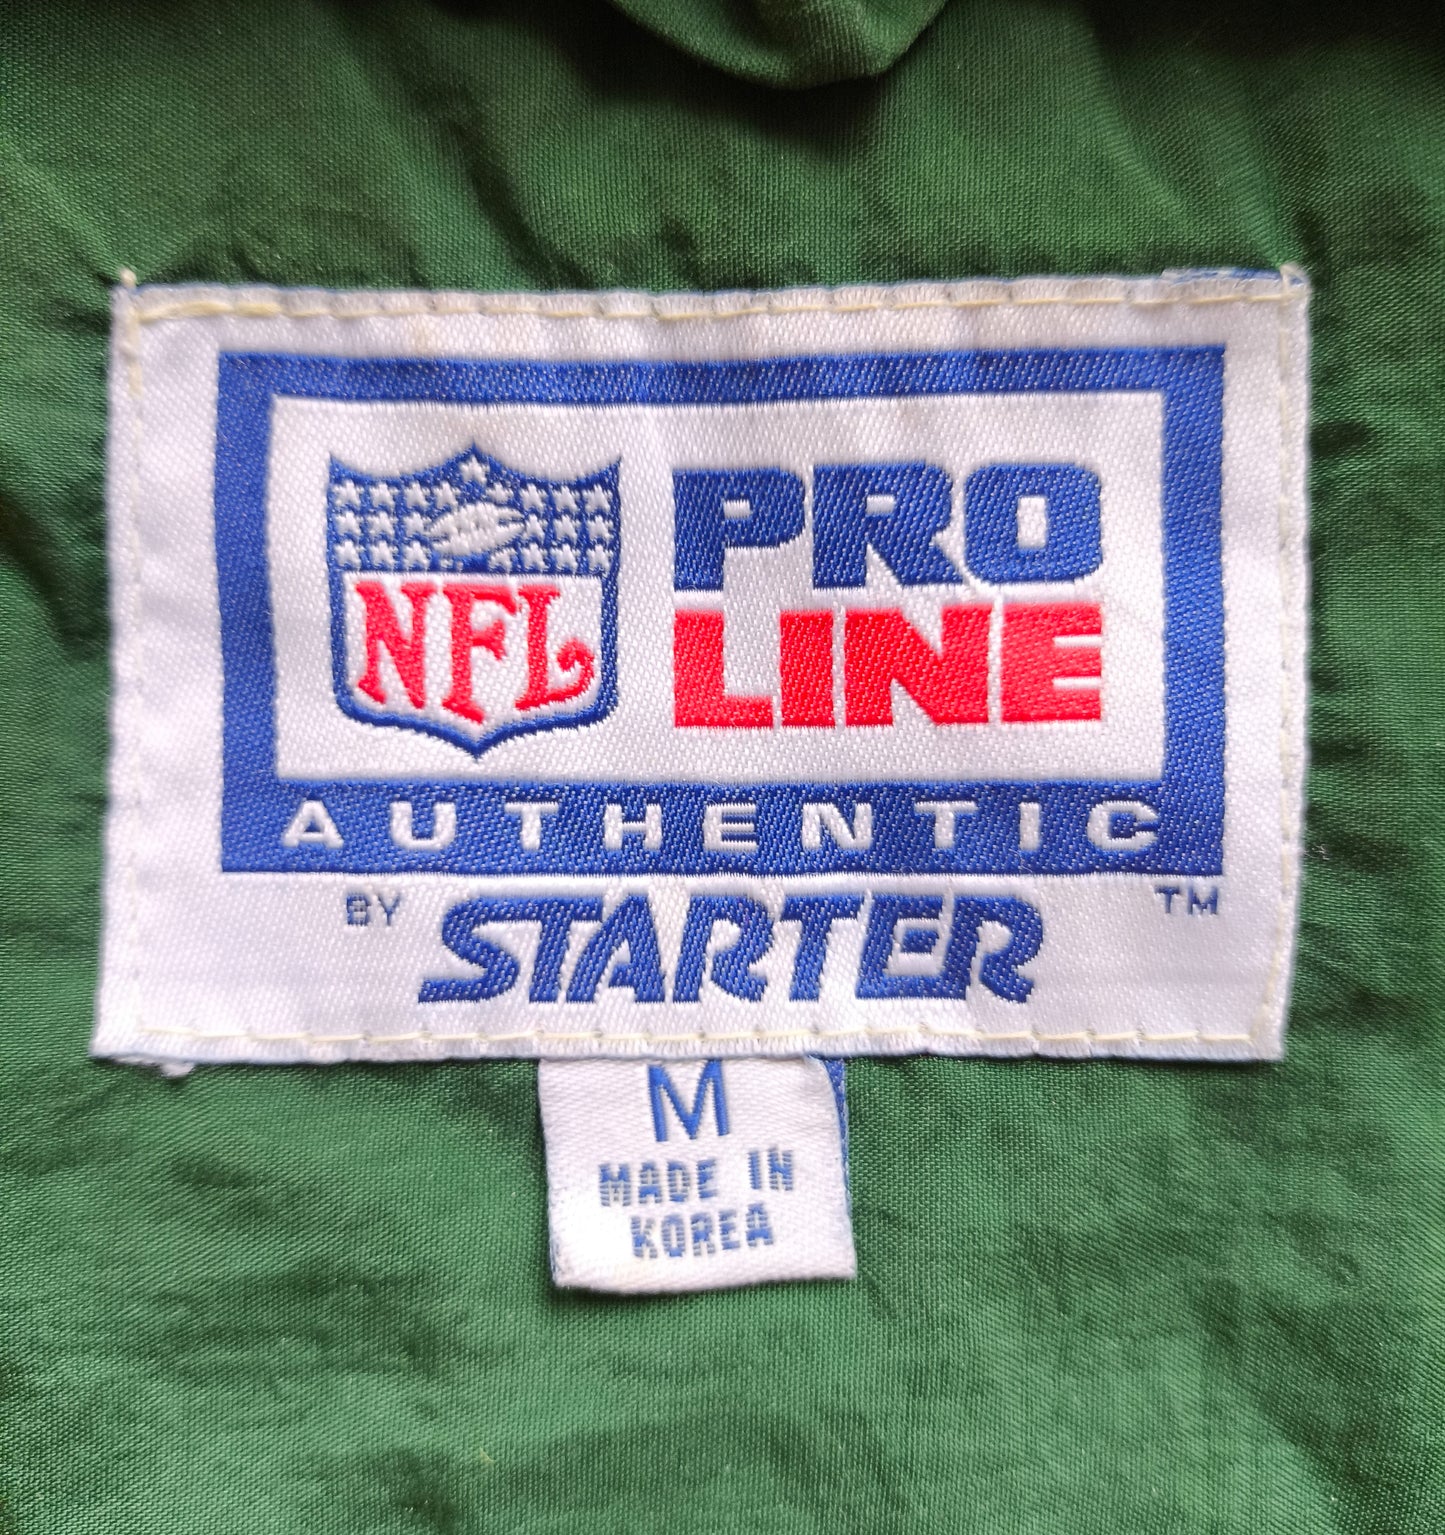 NFL
PRO
LINE
AUTHENTIC
BY STARTER ™
M
MADE IN
KOREA